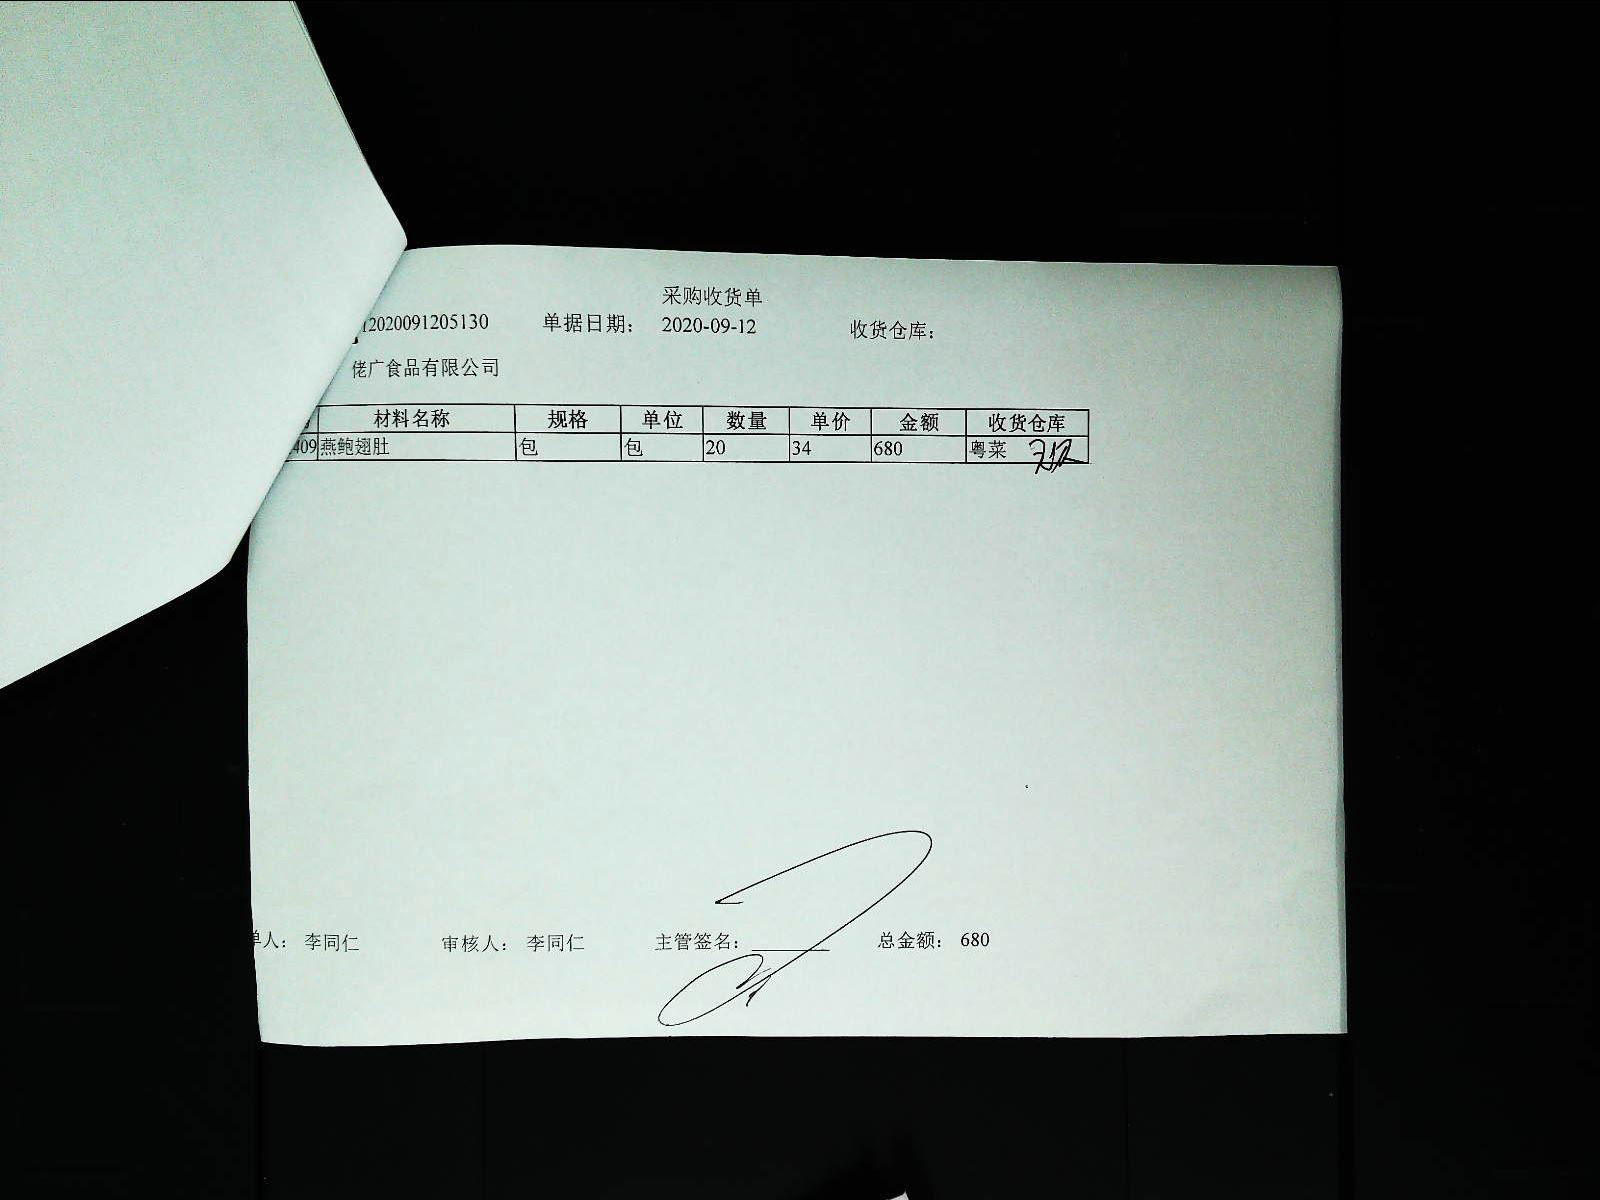 采购收货单
12020091205130 单据日期： 2020-09-12 收货仓库：
佬广食品有限公司
材料名称 规格 单位 数量 单价 金额 收货仓库
409 燕鲍翅肚 包 包 20 34 680 粤菜
单人： 李同仁 审核人： 李同仁 主管签名： 总金额： 680